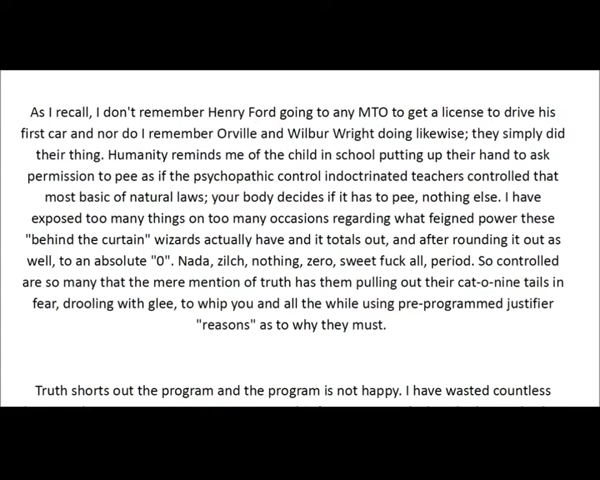 As I recall, I don't remember Henry Ford going to any MTO to get a license to drive his
first car and nor do I remember Orville and Wilbur Wright doing likewise; they simply did
their thing. Humanity reminds me of the child in school putting up their hand to ask
permission to pee as if the psychopathic control indoctrinated teachers controlled that
most basic of natural laws; your body decides if it has to pee, nothing else. I have
exposed too many things on too many occasions regarding what feigned power these
"behind the curtain" wizards actually have and it totals out, and after rounding it out as
well, to an absolute "0". Nada, zilch, nothing, zero, sweet fuck all, period. So controlled
are so many that the mere mention of truth has them pulling out their cat-o-nine tails in
fear, drooling with glee, to whip you and all the while using pre-programmed justifier
"reasons" as to why they must.
Truth shorts out the program and the program is not happy. I have wasted countless